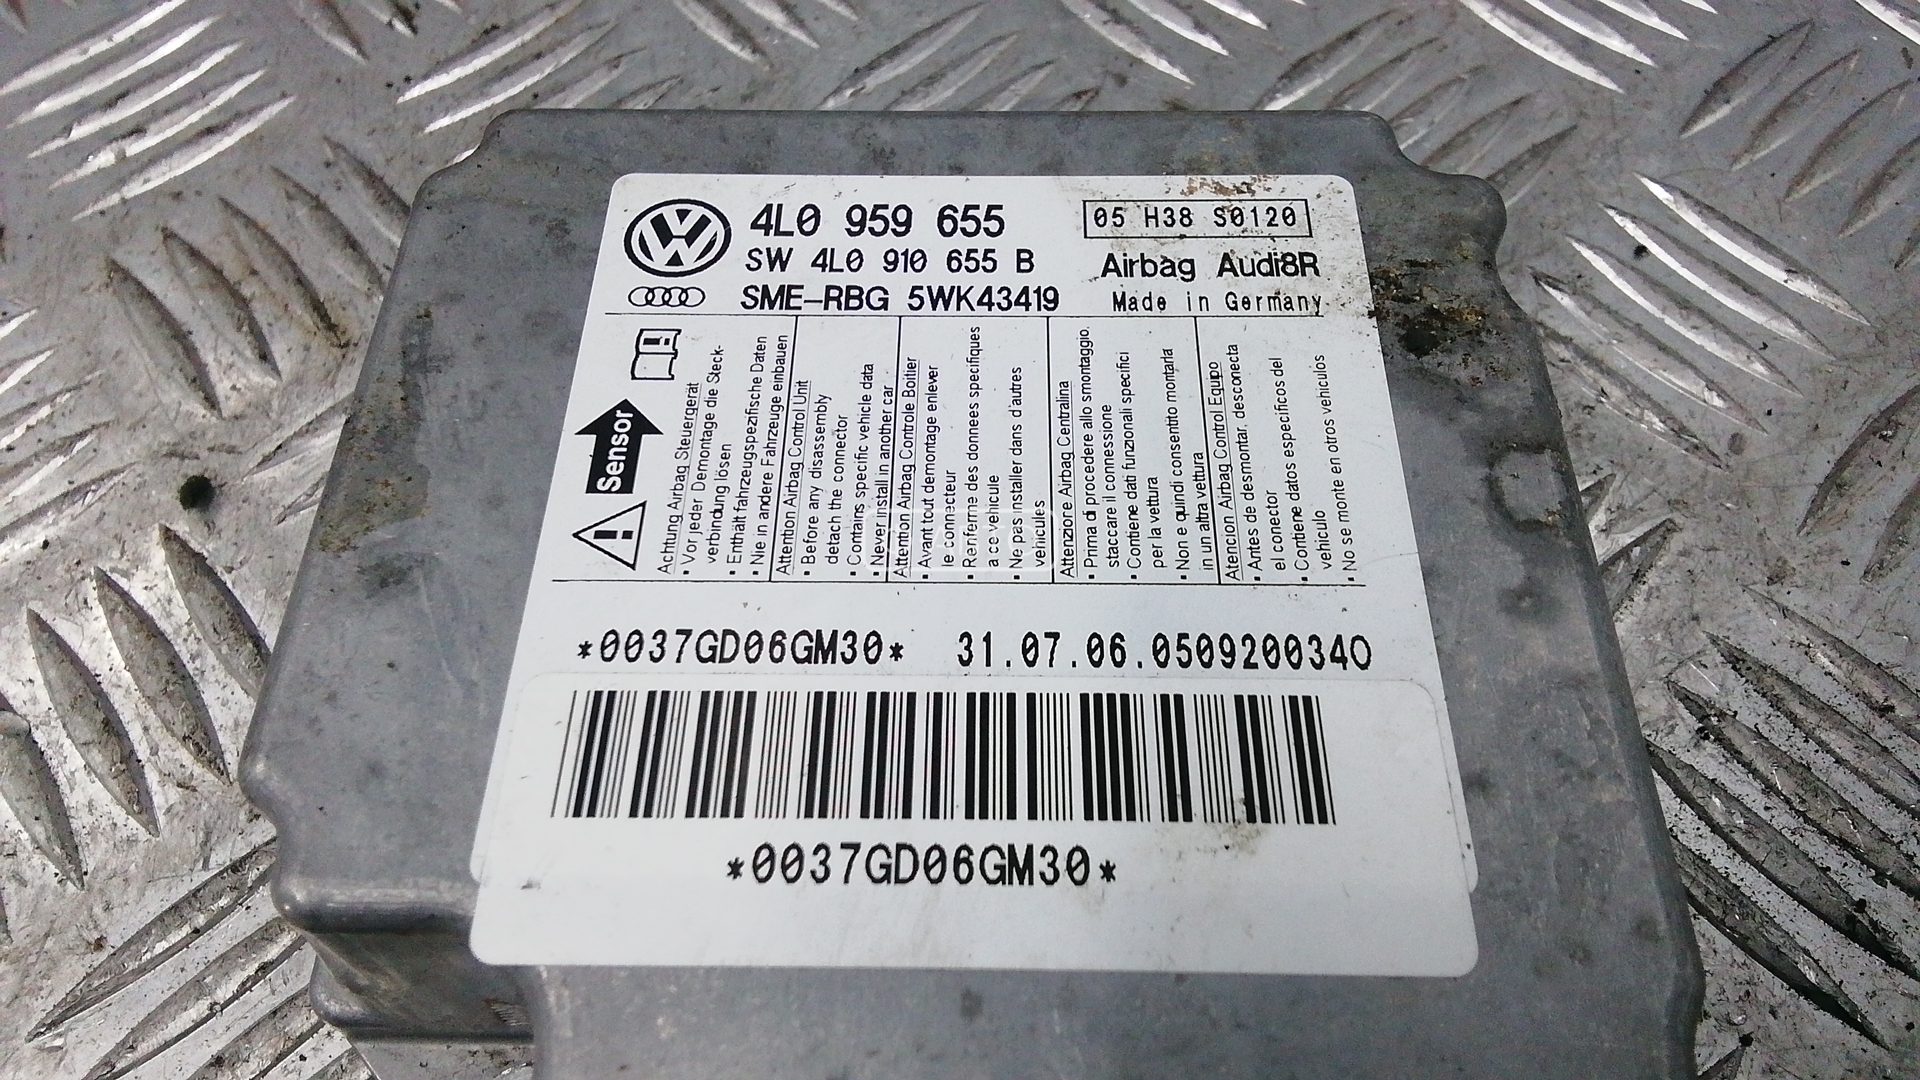 4L0 959 655
05 H38 S0120
SW 4L0 910 655 B
Airbag Audi8R
SME-RBG 5WK43419
Made in Germany
Sensor
Achtung Airbag Steuergerät
• Vor jeder Demontage die Steck-
verbindung lösen
• Enthält fahrzeugspezifische Daten
• Nie in andere Fahrzeuge einbauen
Attention Airbag Control Unit
• Before any disassembly
detach the connector
• Contains specific vehicle data
• Never install in another car
Attention Airbag Controle Boitier
• Avant tout demontage enlever
le connecteur
• Renferme des donnees specifiques
a ce vehicule
• Ne pas installer dans d'autres
vehicules
Attenzione Airbag Centralina
• Prima di procedere allo smontaggio,
staccare il connessione
• Contiene dati funzionali specifici
per la vettura
• Non e quindi consentito montarla
in un altra vettura
Atencion Airbag Control Equipo
• Antes de desmontar, desconecta
el conector
• Contiene datos especificos del
vehiculo
• No se monte en otros vehiculos
*0037GD06GM30* 31.07.06.0509200340
*0037GD06GM30*